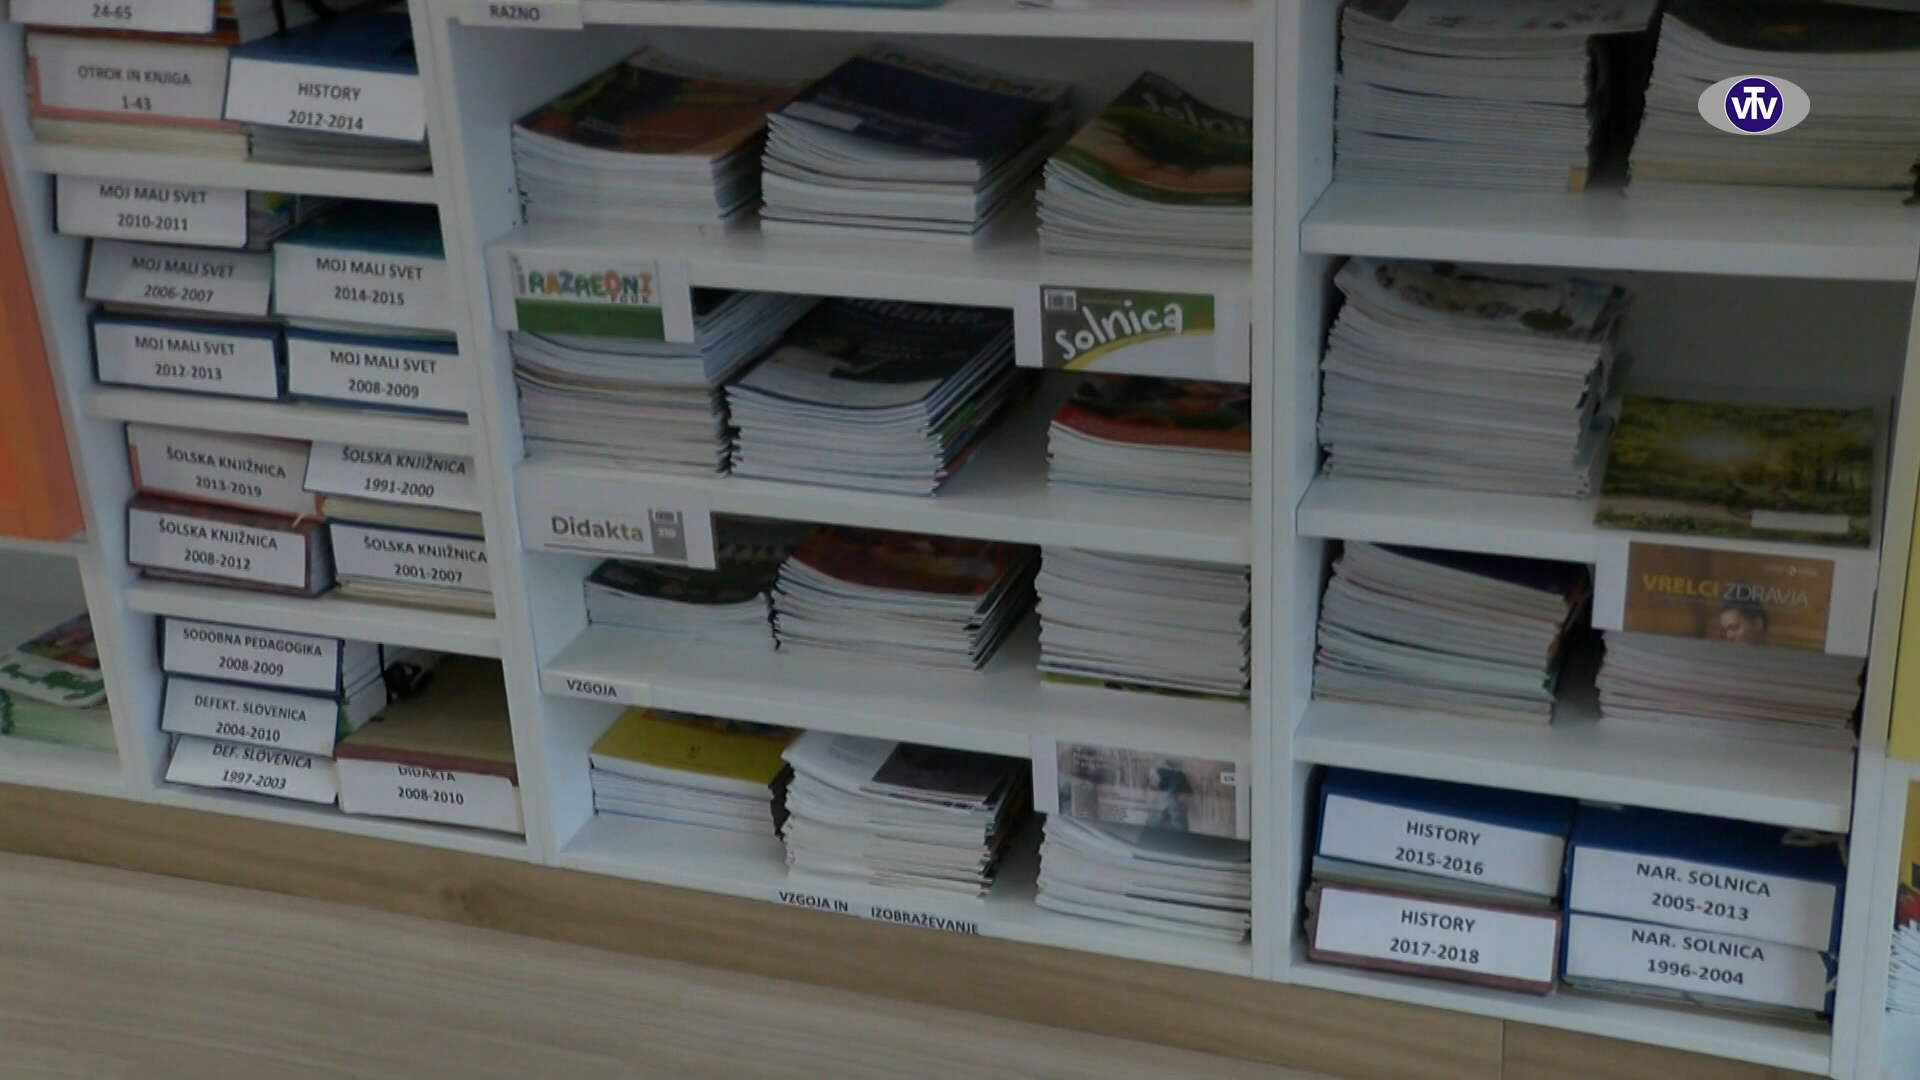 24-65
OTROK IN KNJIGA
1-43
HISTORY
2012-2014
MOJ MALI SVET
2010-2011
MOJ MALI SVET
2006-2007
MOJ MALI SVET
2014-2015
MOJ MALI SVET
2012-2013
MOJ MALI SVET
2008-2009
ŠOLSKA KNJIŽNICA
2013-2019
ŠOLSKA KNJIŽNICA
1991-2000
ŠOLSKA KNJIŽNICA
2008-2012
ŠOLSKA KNJIŽNICA
2001-2007
SODOBNA PEDAGOGIKA
2008-2009
DEFEKT. SLOVENICA
2004-2010
DEF. SLOVENICA
1997-2003
DIDAKTA
2008-2010
RAZNO
RAZREDNI
Solnica
Didakta
VZGOJA
VZGOJA IN IZOBRAŽEVANJE
VTV
VRELCI ZDRAVJA
HISTORY
2015-2016
HISTORY
2017-2018
NAR. SOLNICA
2005-2013
NAR. SOLNICA
1996-2004